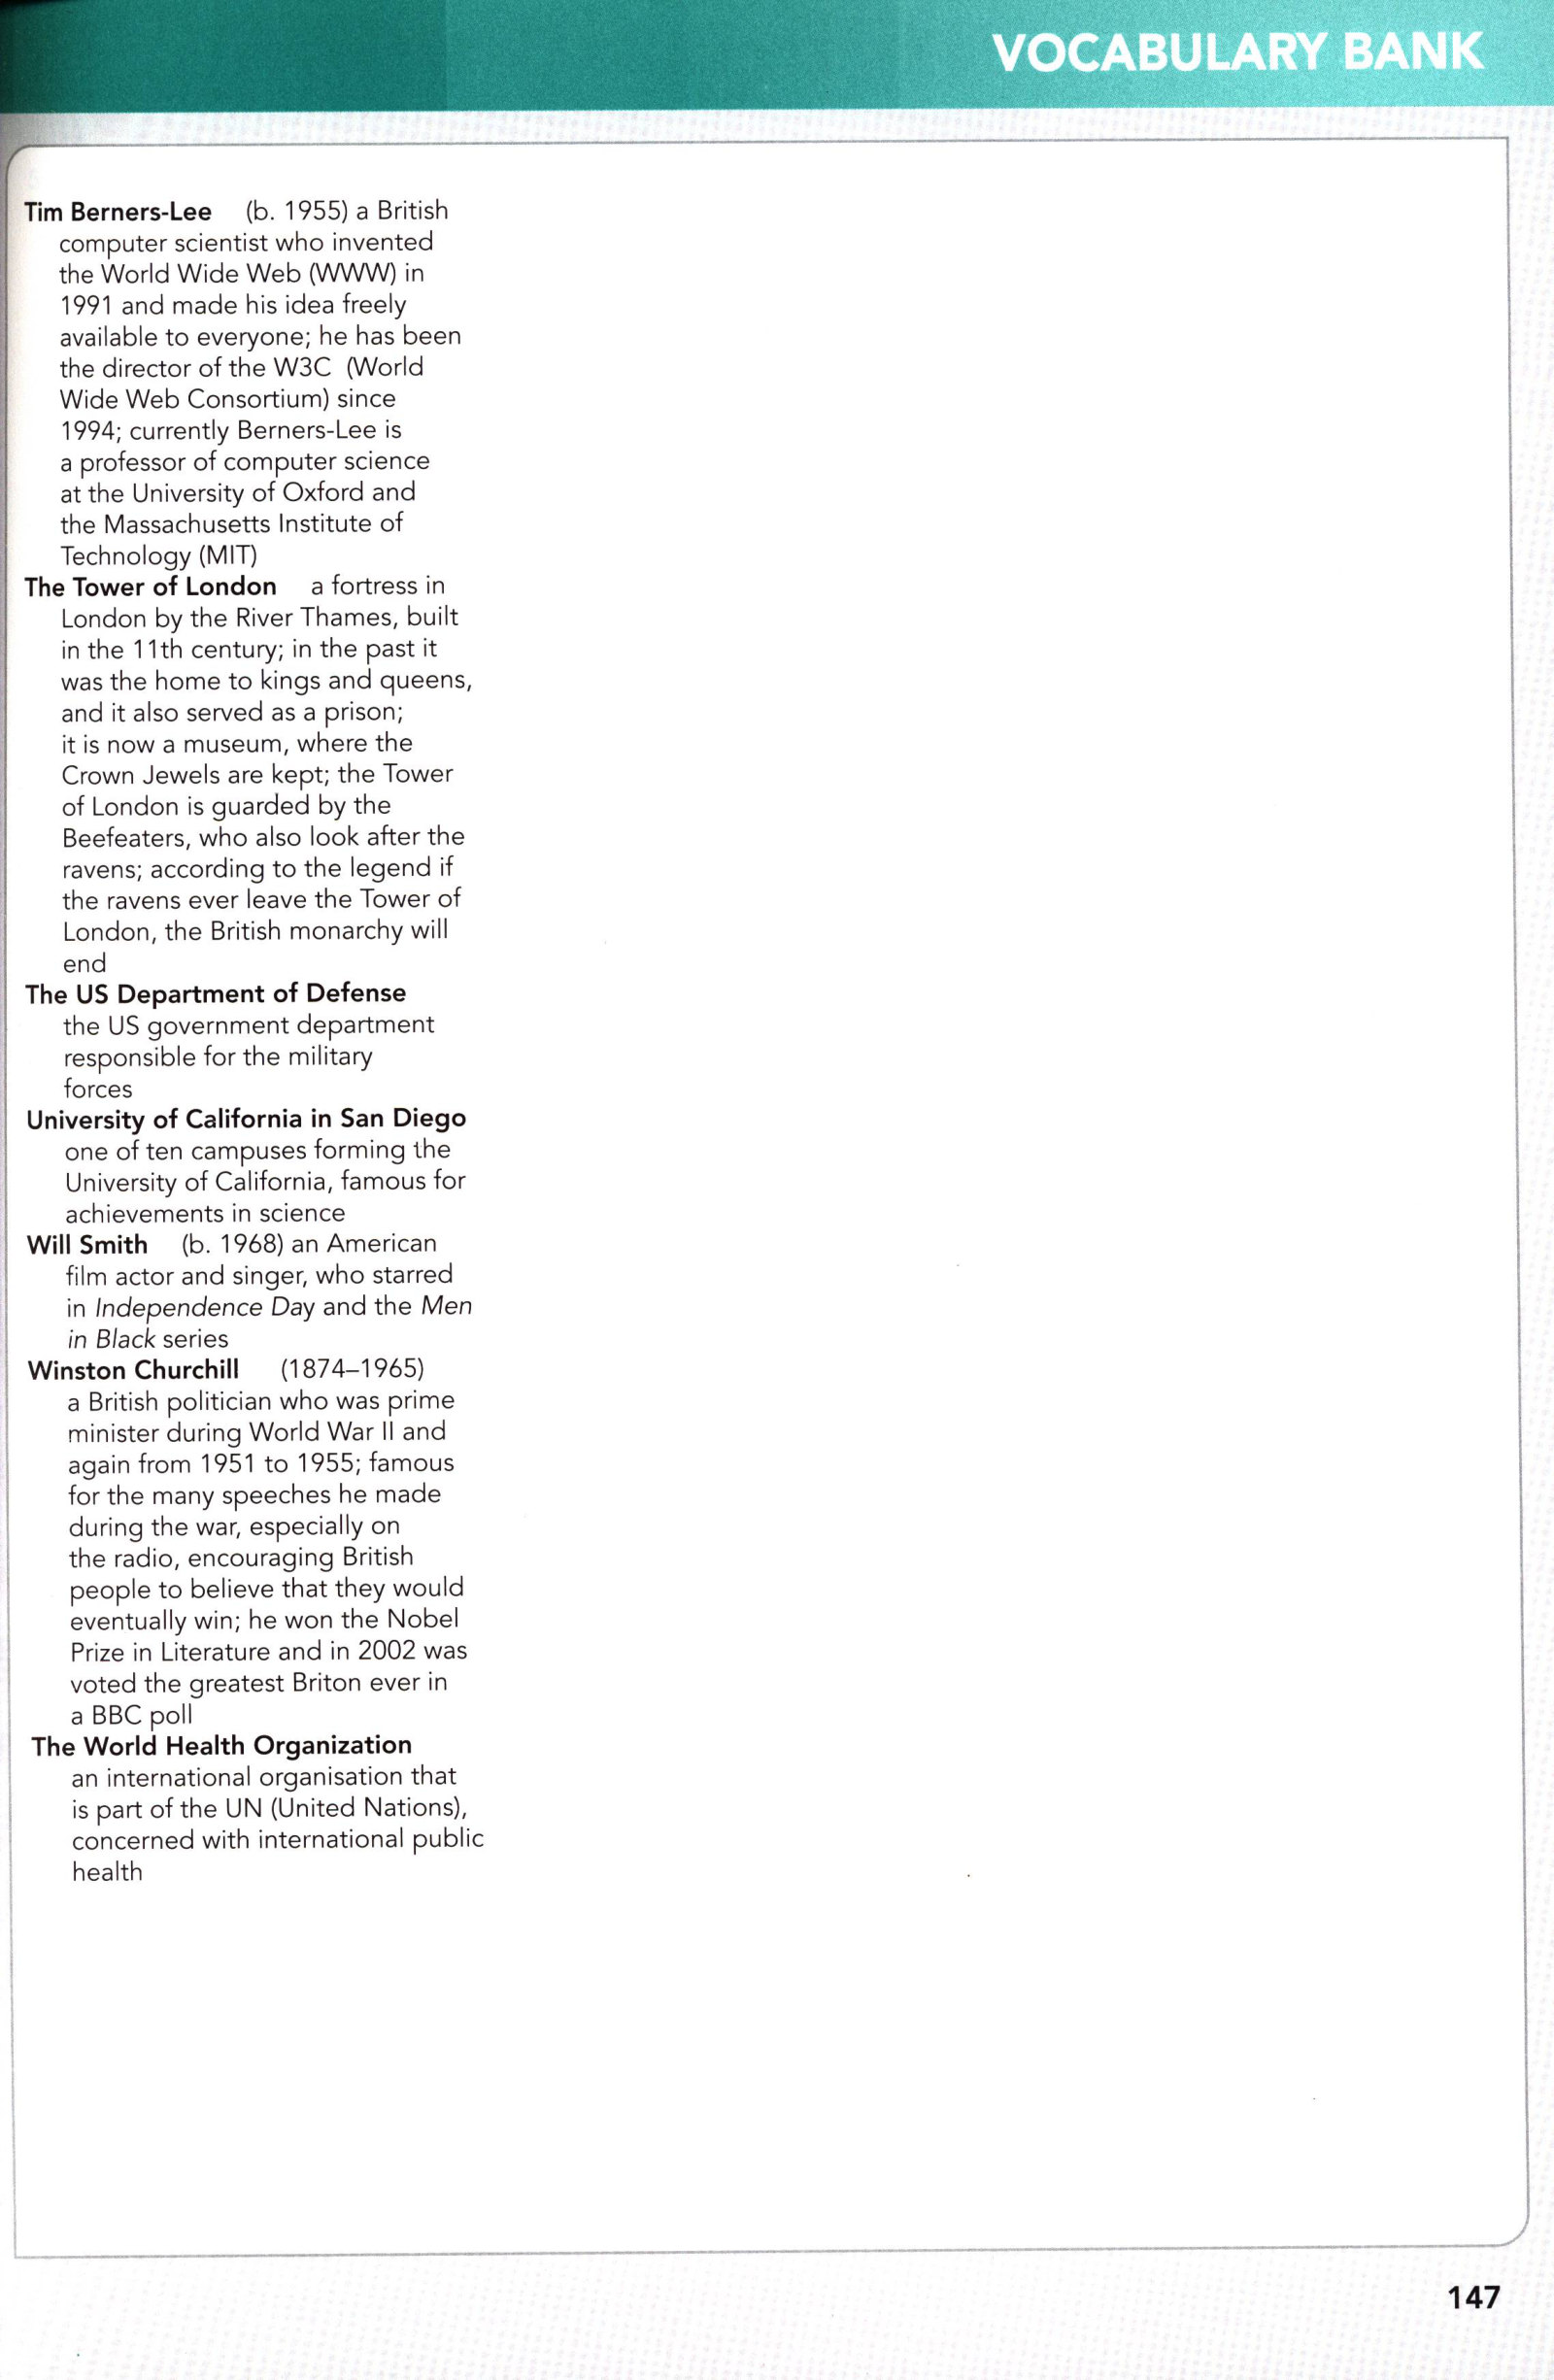 VOCABULARY BANK
Tim Berners-Lee (b. 1955) a British
computer scientist who invented
the World Wide Web (WWW) in
1991 and made his idea freely
available to everyone; he has been
the director of the W3C (World
Wide Web Consortium) since
1994; currently Berners-Lee is
a professor of computer science
at the University of Oxford and
the Massachusetts Institute of
Technology (MIT)
The Tower of London a fortress in
London by the River Thames, built
in the 11th century; in the past it
was the home to kings and queens,
and it also served as a prison;
it is now a museum, where the
Crown Jewels are kept; the Tower
of London is guarded by the
Beefeaters, who also look after the
ravens; according to the legend if
the ravens ever leave the Tower of
London, the British monarchy will
end
The US Department of Defense
the US government department
responsible for the military
forces
University of California in San Diego
one of ten campuses forming the
University of California, famous for
achievements in science
Will Smith (b. 1968) an American
film actor and singer, who starred
in Independence Day and the Men
in Black series
Winston Churchill (1874–1965)
a British politician who was prime
minister during World War II and
again from 1951 to 1955; famous
for the many speeches he made
during the war, especially on
the radio, encouraging British
people to believe that they would
eventually win; he won the Nobel
Prize in Literature and in 2002 was
voted the greatest Briton ever in
a BBC poll
The World Health Organization
an international organisation that
is part of the UN (United Nations),
concerned with international public
health
147